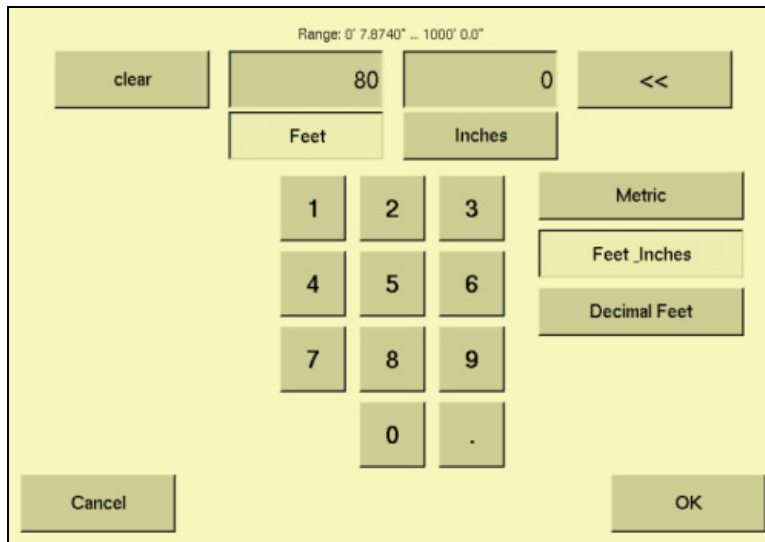 Range: 0' 7.8740" ... 1000' 0.0"
clear 80 0 <<
Feet Inches
1 2 3 Metric
Feet_Inches
4 5 6 Decimal Feet
7 8 9
0 .
Cancel OK